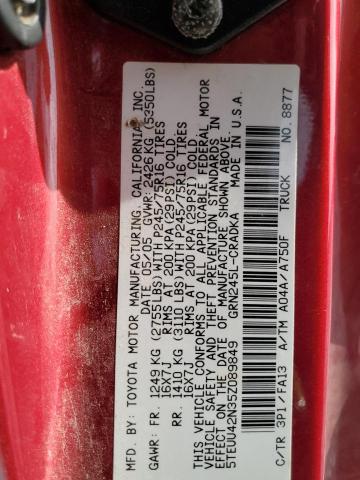 MFD. BY: TOYOTA MOTOR MANUFACTURING, CALIFORNIA, INC.
DATE 05/05 GVWR: 2426 KG (5350LBS)
GAWR: FR. 1249 KG (2755 LBS) WITH P245/75R16 TIRES
16X7J RIMS AT 200 KPA (29PSI) COLD.
RR. 1410 KG (3110 LBS) WITH P245/75R16 TIRES
16X7J RIMS AT 200 KPA (29PSI) COLD
THIS VEHICLE CONFORMS TO ALL APPLICABLE FEDERAL MOTOR
VEHICLE SAFETY AND THEFT PREVENTION STANDARDS IN
EFFECT ON THE DATE OF MANUFACTURE SHOWN ABOVE.
5TEUU42N35Z089849 GRN245L-CRADKA MADE IN U.S.A.
C/TR 3P1/FA13 A/TM A04A/A750F TRUCK NO. 8877